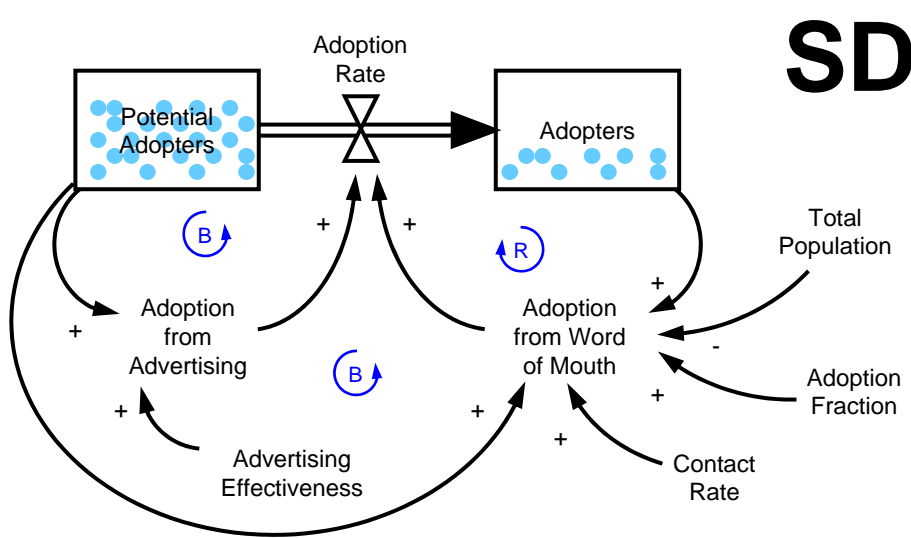 SD
Adoption
Rate
Potential
Adopters
Adopters
+
+
B
R
Total
Population
+
+
Adoption
from
Advertising
Adoption
from Word
of Mouth
-
B
Adoption
Fraction
+
+
+
+
Advertising
Effectiveness
Contact
Rate